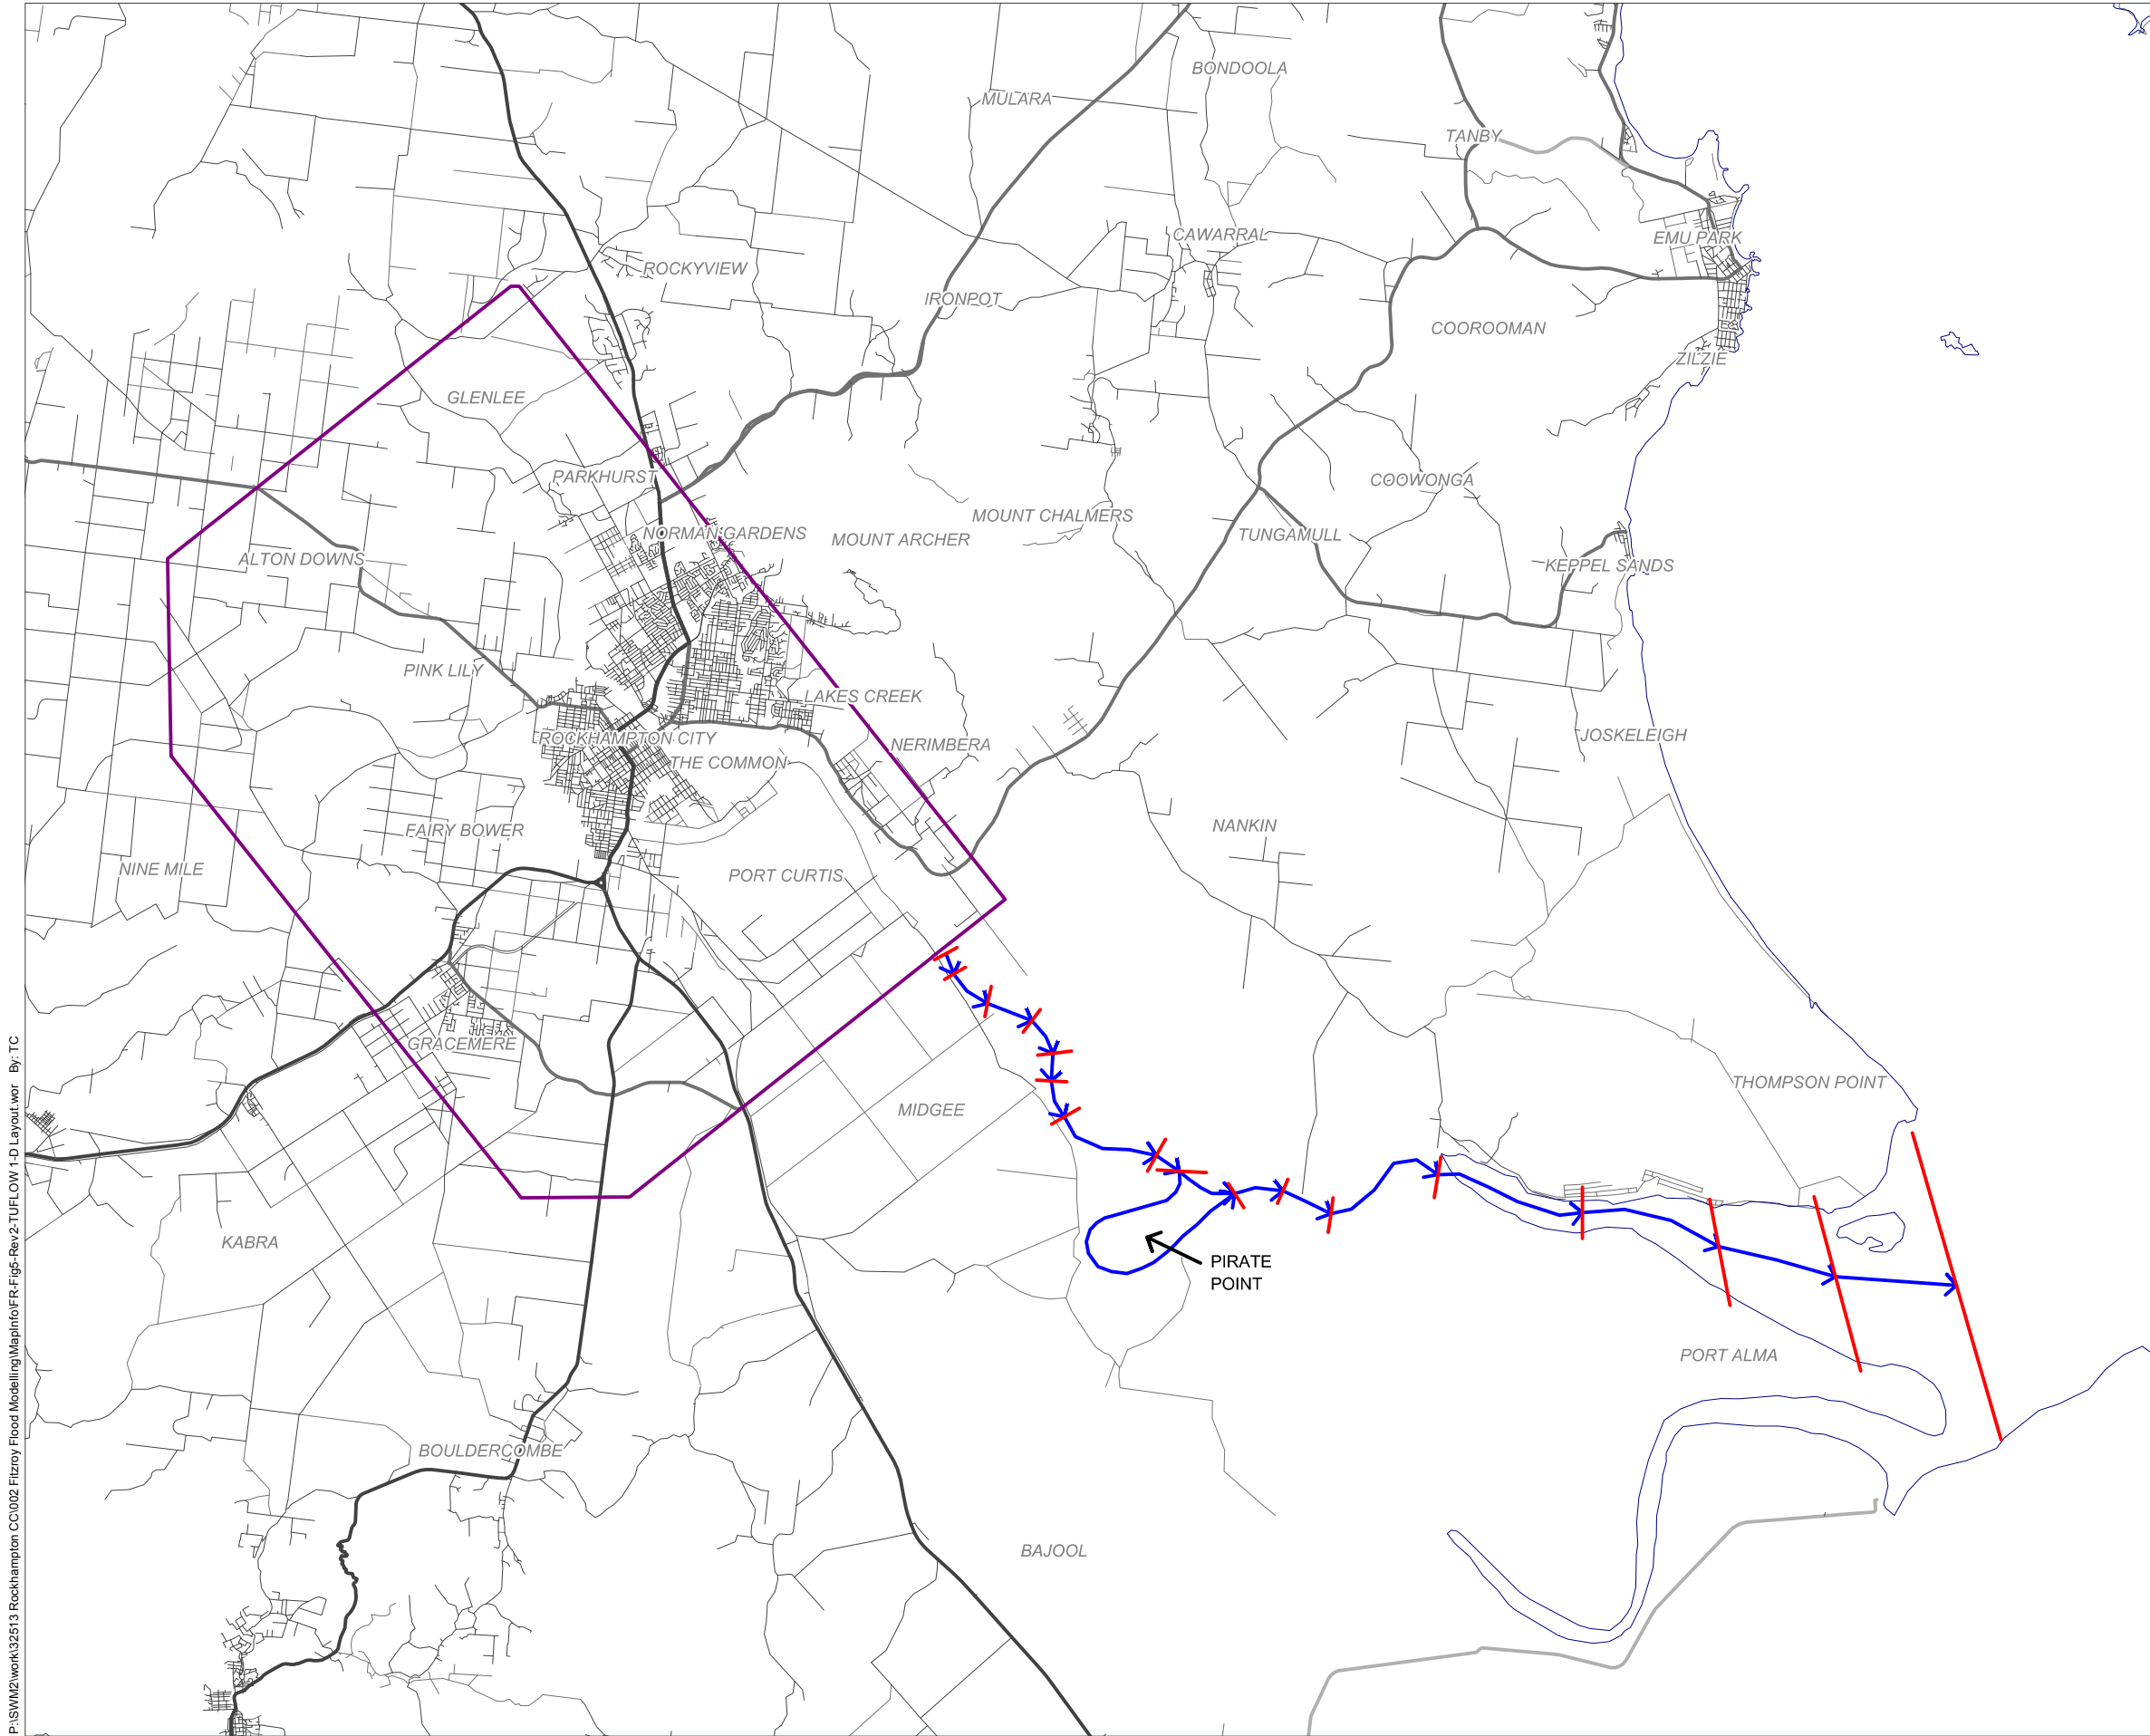 BONDOOLA
MULARA
TANBY
CAWARRAL
EMU PARK
ROCKYVIEW
IRONPOT
COOROOMAN
ZILZIE
GLENLEE
PARKHURST
COOWONGA
MOUNT CHALMERS
NORMAN GARDENS
MOUNT ARCHER
TUNGAMULL
ALTON DOWNS
KEPPEL SANDS
PINK LILY
LAKES CREEK
ROCKHAMPTON CITY
NERIMBERA
JOSKELEIGH
THE COMMON
FAIRY BOWER
NANKIN
NINE MILE
PORT CURTIS
GRACEMERE
THOMPSON POINT
MIDGEE
KABRA
PIRATE
POINT
PORT ALMA
BOULDERCOMBE
BAJOOL
P:\SWM2\work\32513 Rockhampton CC\002 Fitzroy Flood Modelling\MapInfo\FR-Fig5-Rev2-TUFLOW 1-D Layout.wor By: TC